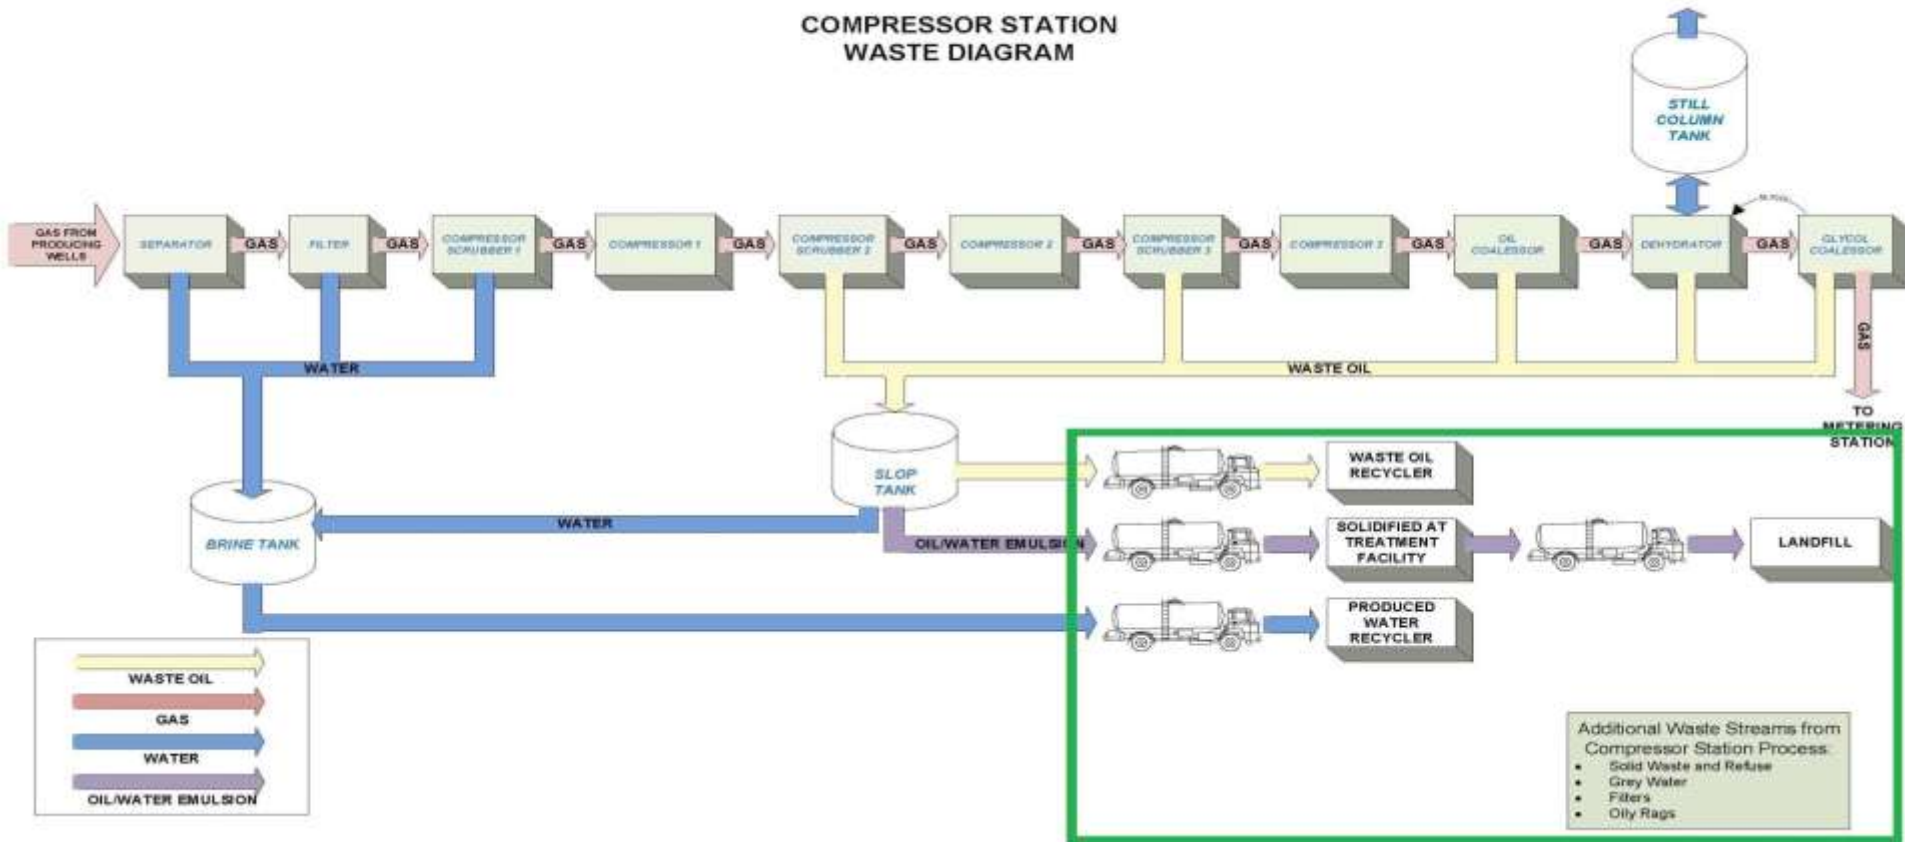 COMPRESSOR STATION
WASTE DIAGRAM
STILL
COLUMN
TANK
GAS FROM
PRODUCING
WELLS
SEPARATOR
GAS
FILTER
GAS
COMPRESSOR
SCRUBBER 1
GAS
COMPRESSOR 1
GAS
COMPRESSOR
SCRUBBER 2
GAS
COMPRESSOR 2
GAS
COMPRESSOR
SCRUBBER 3
GAS
COMPRESSOR 3
GAS
OIL
COALESSOR
GAS
DEHYDRATOR
GAS
GLYCOL
COALESSOR
WATER
WASTE OIL
GAS
TO
METERING
STATION
SLOP
TANK
WASTE OIL
RECYCLER
BRINE TANK
WATER
OIL/WATER EMULSION
SOLIDIFIED AT
TREATMENT
FACILITY
LANDFILL
PRODUCED
WATER
RECYCLER
WASTE OIL
GAS
WATER
OIL/WATER EMULSION
Additional Waste Streams from
Compressor Station Process
• Solid Waste and Refuse
• Grey Water
• Filters
• Oily Rags